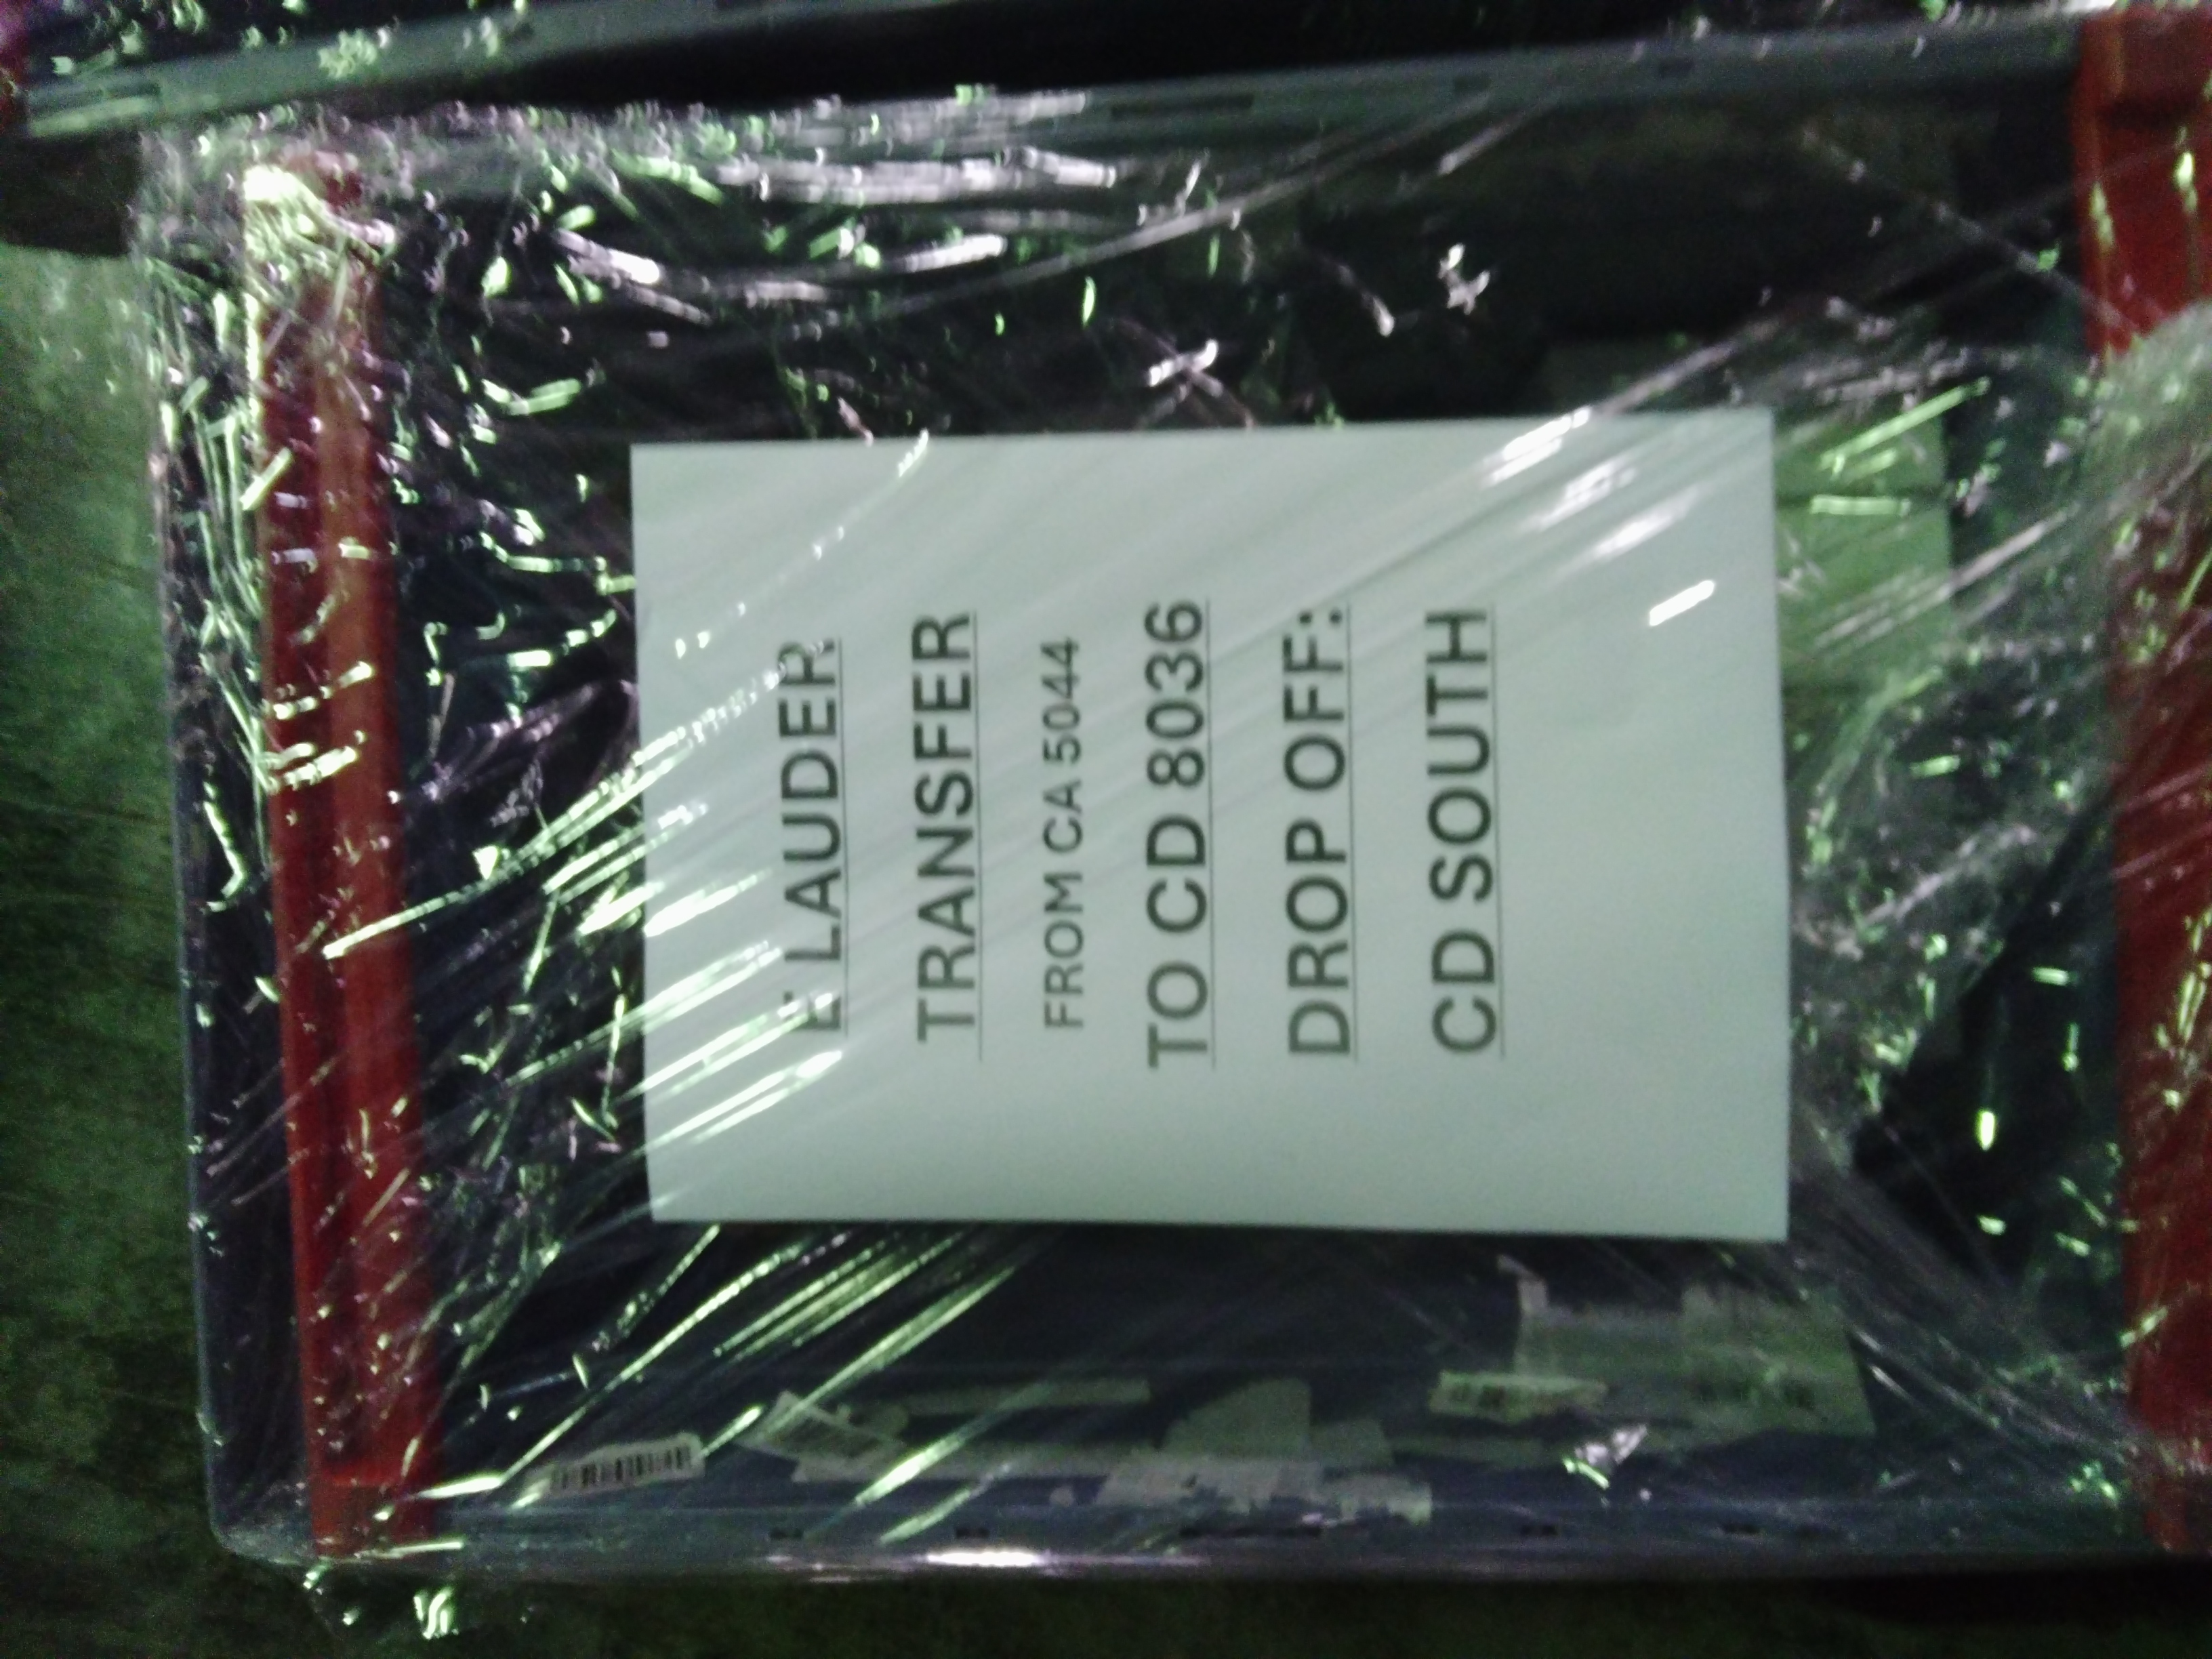 E LAUDER
TRANSFER
FROM CA 5044
TO CD 8036
DROP OFF:
CD SOUTH